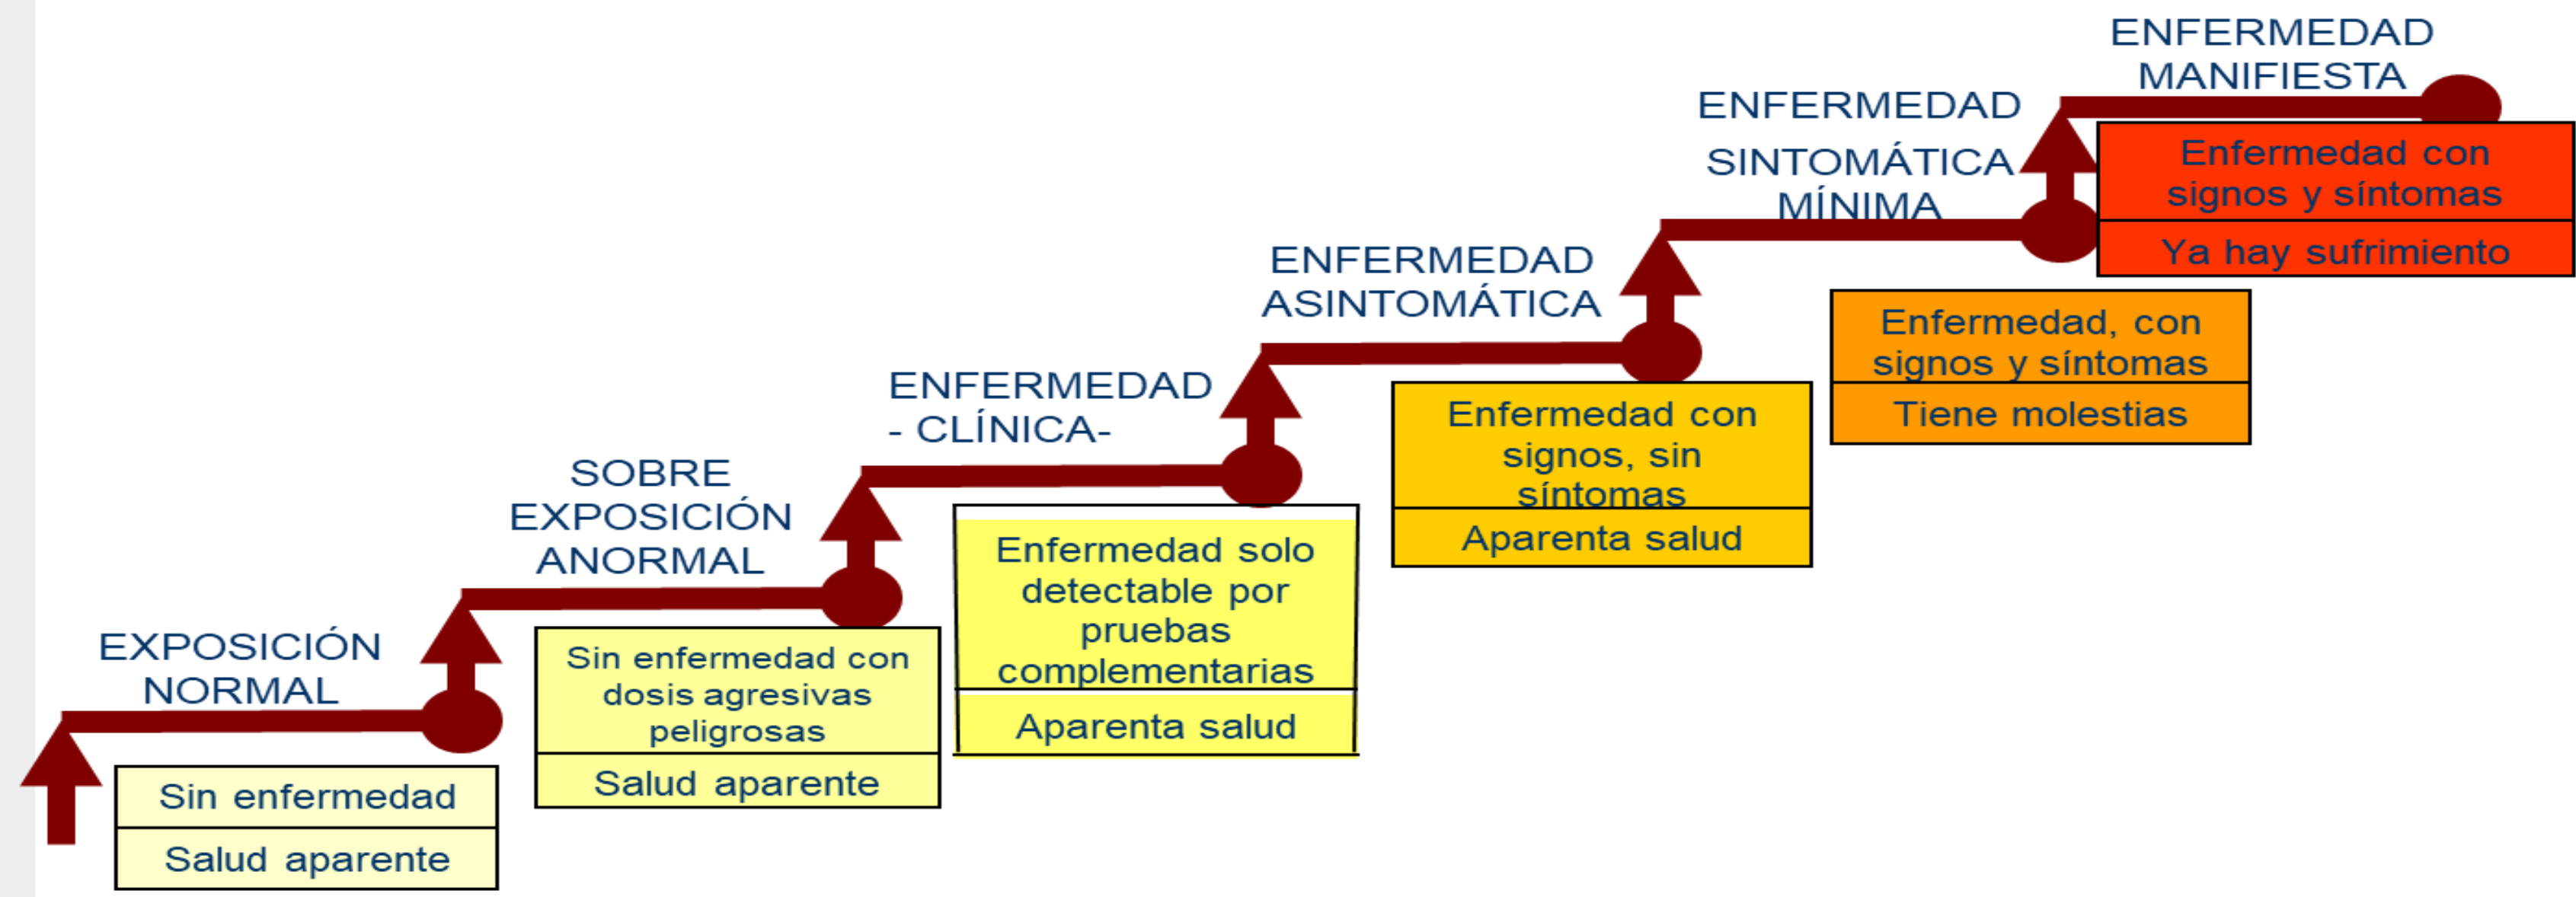 EXPOSICIÓN
NORMAL
Sin enfermedad
Salud aparente
SOBRE
EXPOSICIÓN
ANORMAL
Sin enfermedad con
dosis agresivas
peligrosas
Salud aparente
ENFERMEDAD
- CLÍNICA-
Enfermedad solo
detectable por
pruebas
complementarias
Aparenta salud
ENFERMEDAD
ASINTOMÁTICA
Enfermedad con
signos, sin
síntomas
Aparenta salud
ENFERMEDAD
SINTOMÁTICA
MÍNIMA
Enfermedad, con
signos y síntomas
Tiene molestias
ENFERMEDAD
MANIFIESTA
Enfermedad con
signos y síntomas
Ya hay sufrimiento